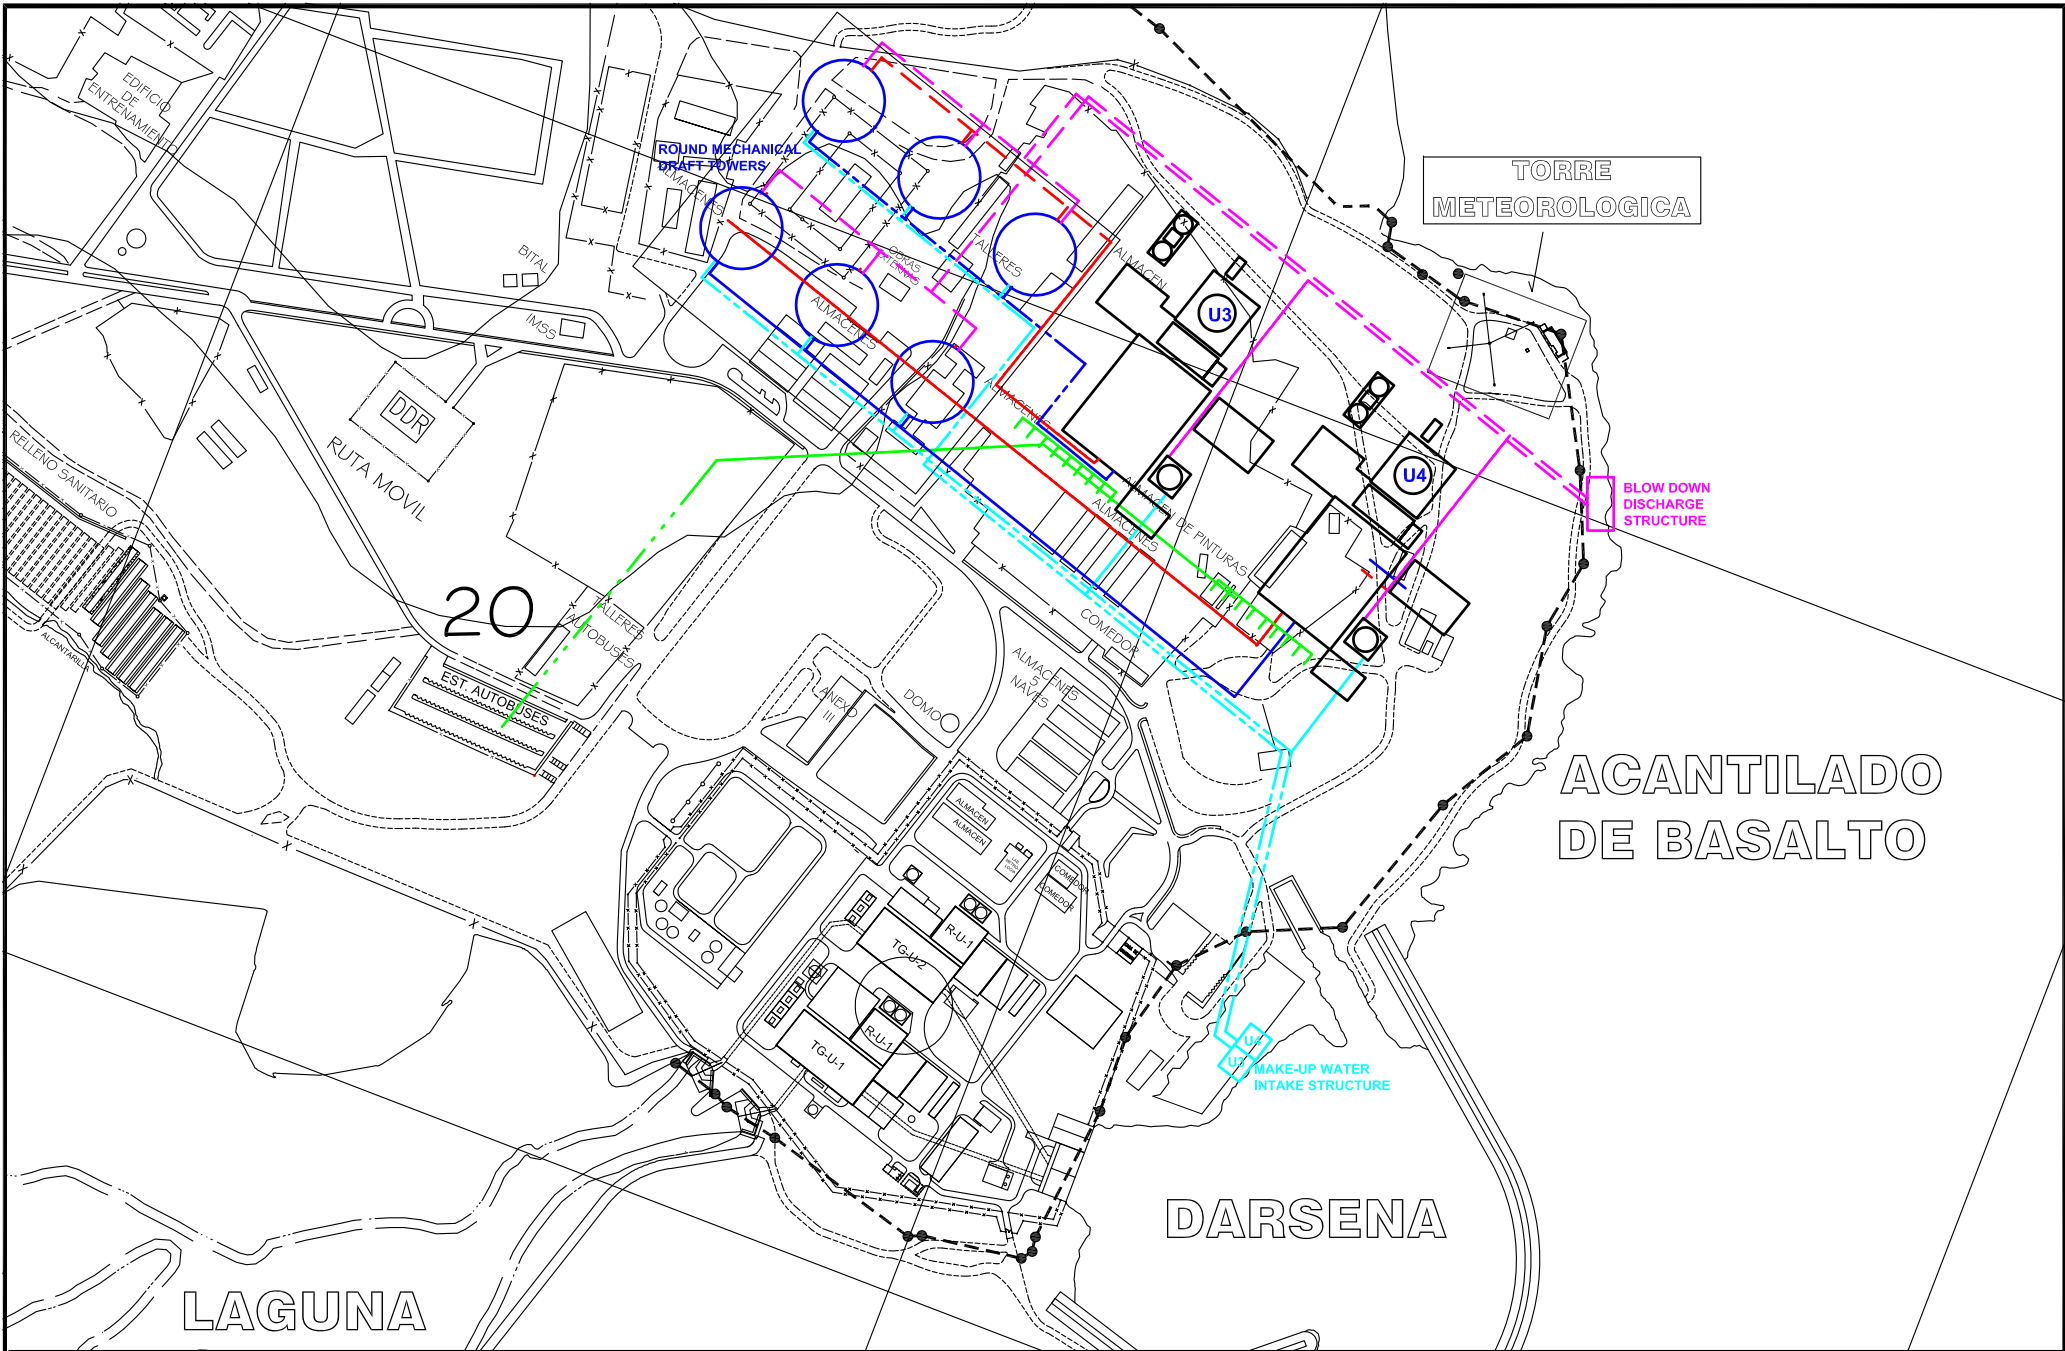 EDIFICIO
DE
ENTRENAMIENTO
ROUND MECHANICAL
DRAFT TOWERS
ALMACENES
TORRE
METEOROLOGICA
BITAL
IMSS
OBRAS
EXTERNAS
TALLERES
ALMACEN
ALMACENES
U3
DDR
RUTA MOVIL
RELLENO SANITARIO
ALMACENES
ALMACEN DE PINTURAS
ALMACENES
U4
BLOW DOWN
DISCHARGE
STRUCTURE
20
TALLERES
AUTOBUSES
ALCANTARILLA
EST. AUTOBUSES
COMEDOR
ALMACENES
5
NAVES
ANEXO
III
DOMO
ACANTILADO
DE BASALTO
ALMACEN
ALMACEN
COMEDOR
COMEDOR
R-U-1
TG-U-2
R-U-1
TG-U-1
U4
U3
MAKE-UP WATER
INTAKE STRUCTURE
DARSENA
LAGUNA